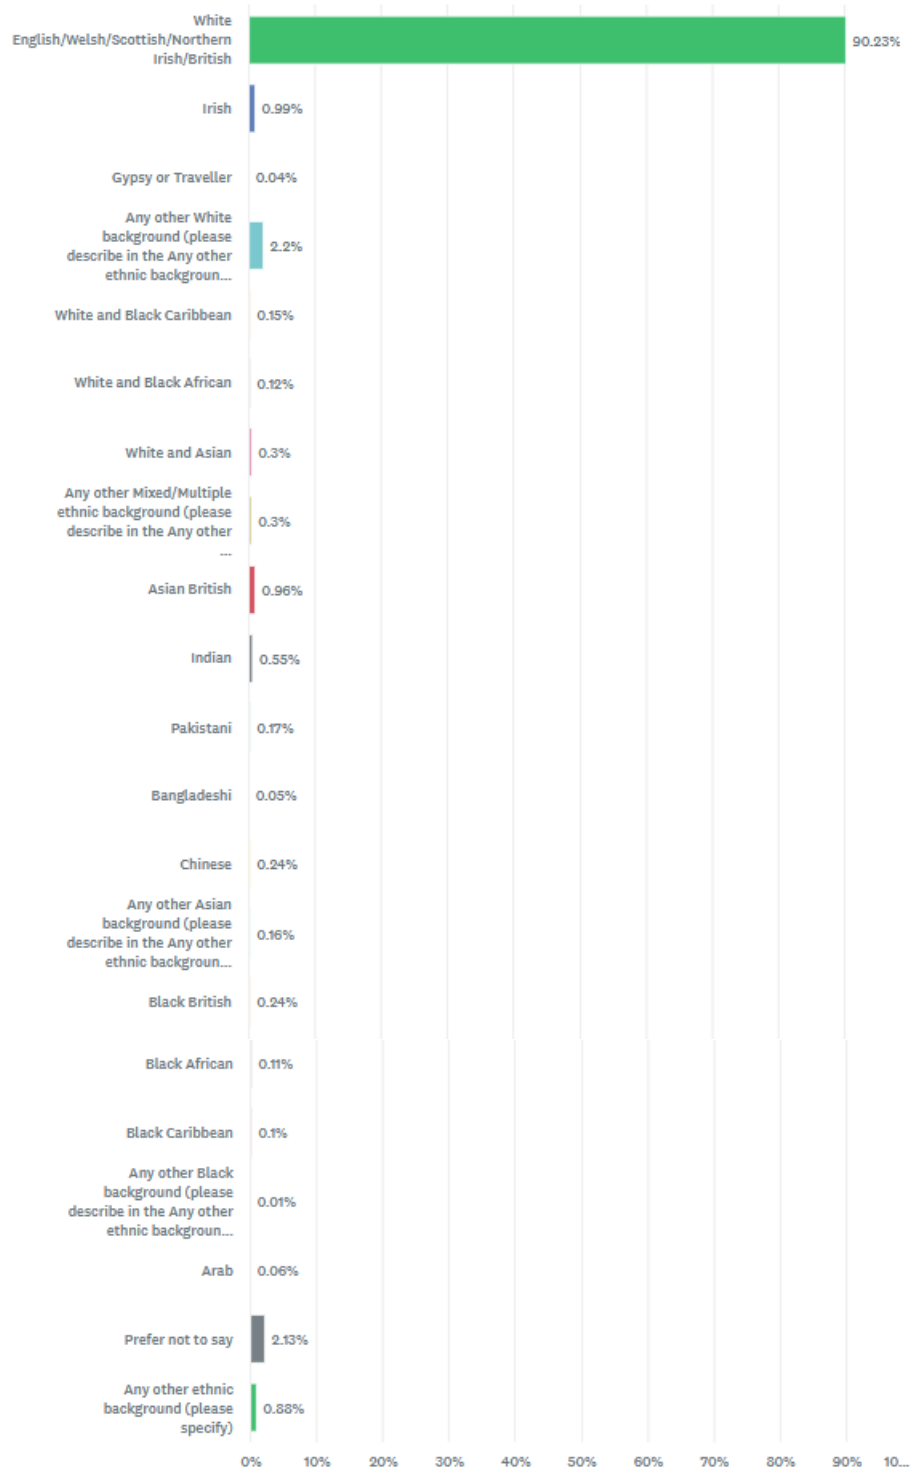 White
English/Welsh/Scottish/Northern
Irish/British
90.23%
Irish
0.99%
Gypsy or Traveller
0.04%
Any other White
background (please
describe in the Any other
ethnic backgroun...
2.2%
White and Black Caribbean
0.15%
White and Black African
0.12%
White and Asian
0.3%
Any other Mixed/Multiple
ethnic background (please
describe in the Any other
...
0.3%
Asian British
0.96%
Indian
0.55%
Pakistani
0.17%
Bangladeshi
0.05%
Chinese
0.24%
Any other Asian
background (please
describe in the Any other
ethnic backgroun...
0.16%
Black British
0.24%
Black African
0.11%
Black Caribbean
0.1%
Any other Black
background (please
describe in the Any other
ethnic backgroun...
0.01%
Arab
0.06%
Prefer not to say
2.13%
Any other ethnic
background (please
specify)
0.88%
0% 10% 20% 30% 40% 50% 60% 70% 80% 90% 10...